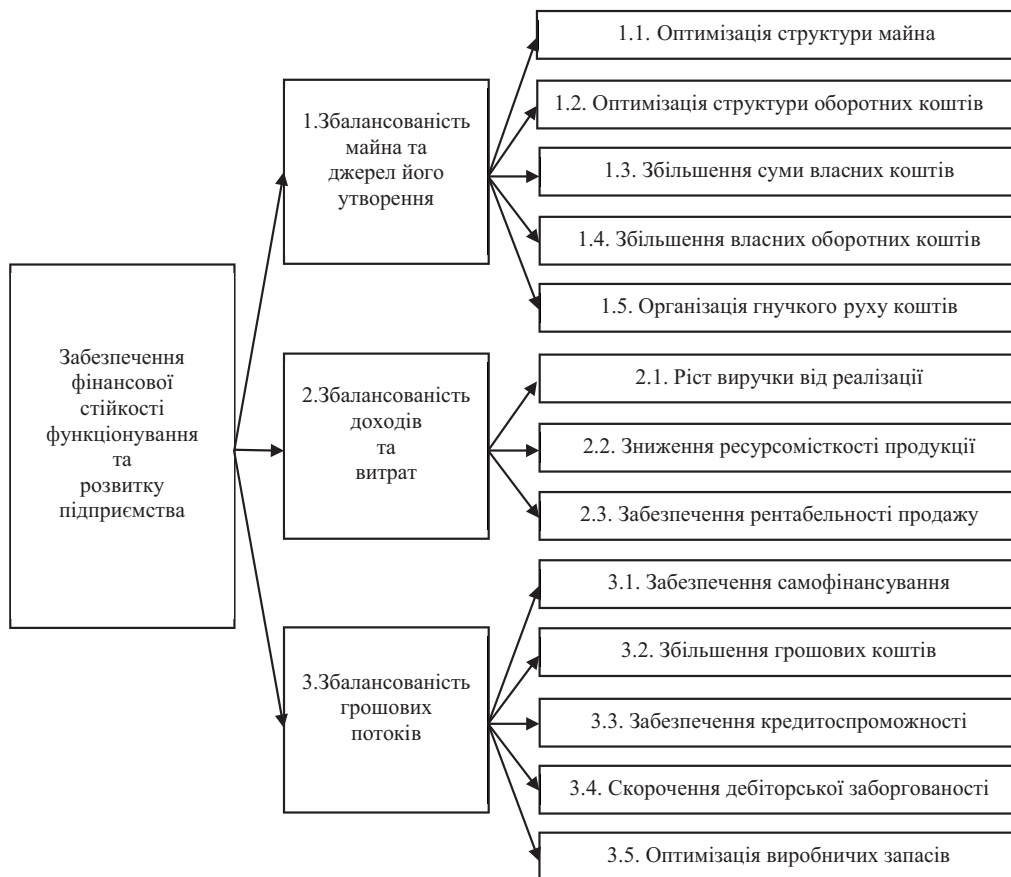 Забезпечення
фінансової
стійкості
функціонування
та
розвитку
підприємства
1.Збалансованість
майна та
джерел його
утворення
1.1. Оптимізація структури майна
1.2. Оптимізація структури оборотних коштів
1.3. Збільшення суми власних коштів
1.4. Збільшення власних оборотних коштів
1.5. Організація гнучкого руху коштів
2.Збалансованість
доходів
та
витрат
2.1. Ріст виручки від реалізації
2.2. Зниження ресурсомісткості продукції
2.3. Забезпечення рентабельності продажу
3.Збалансованість
грошових
потоків
3.1. Забезпечення самофінансування
3.2. Збільшення грошових коштів
3.3. Забезпечення кредитоспроможності
3.4. Скорочення дебіторської заборгованості
3.5. Оптимізація виробничих запасів